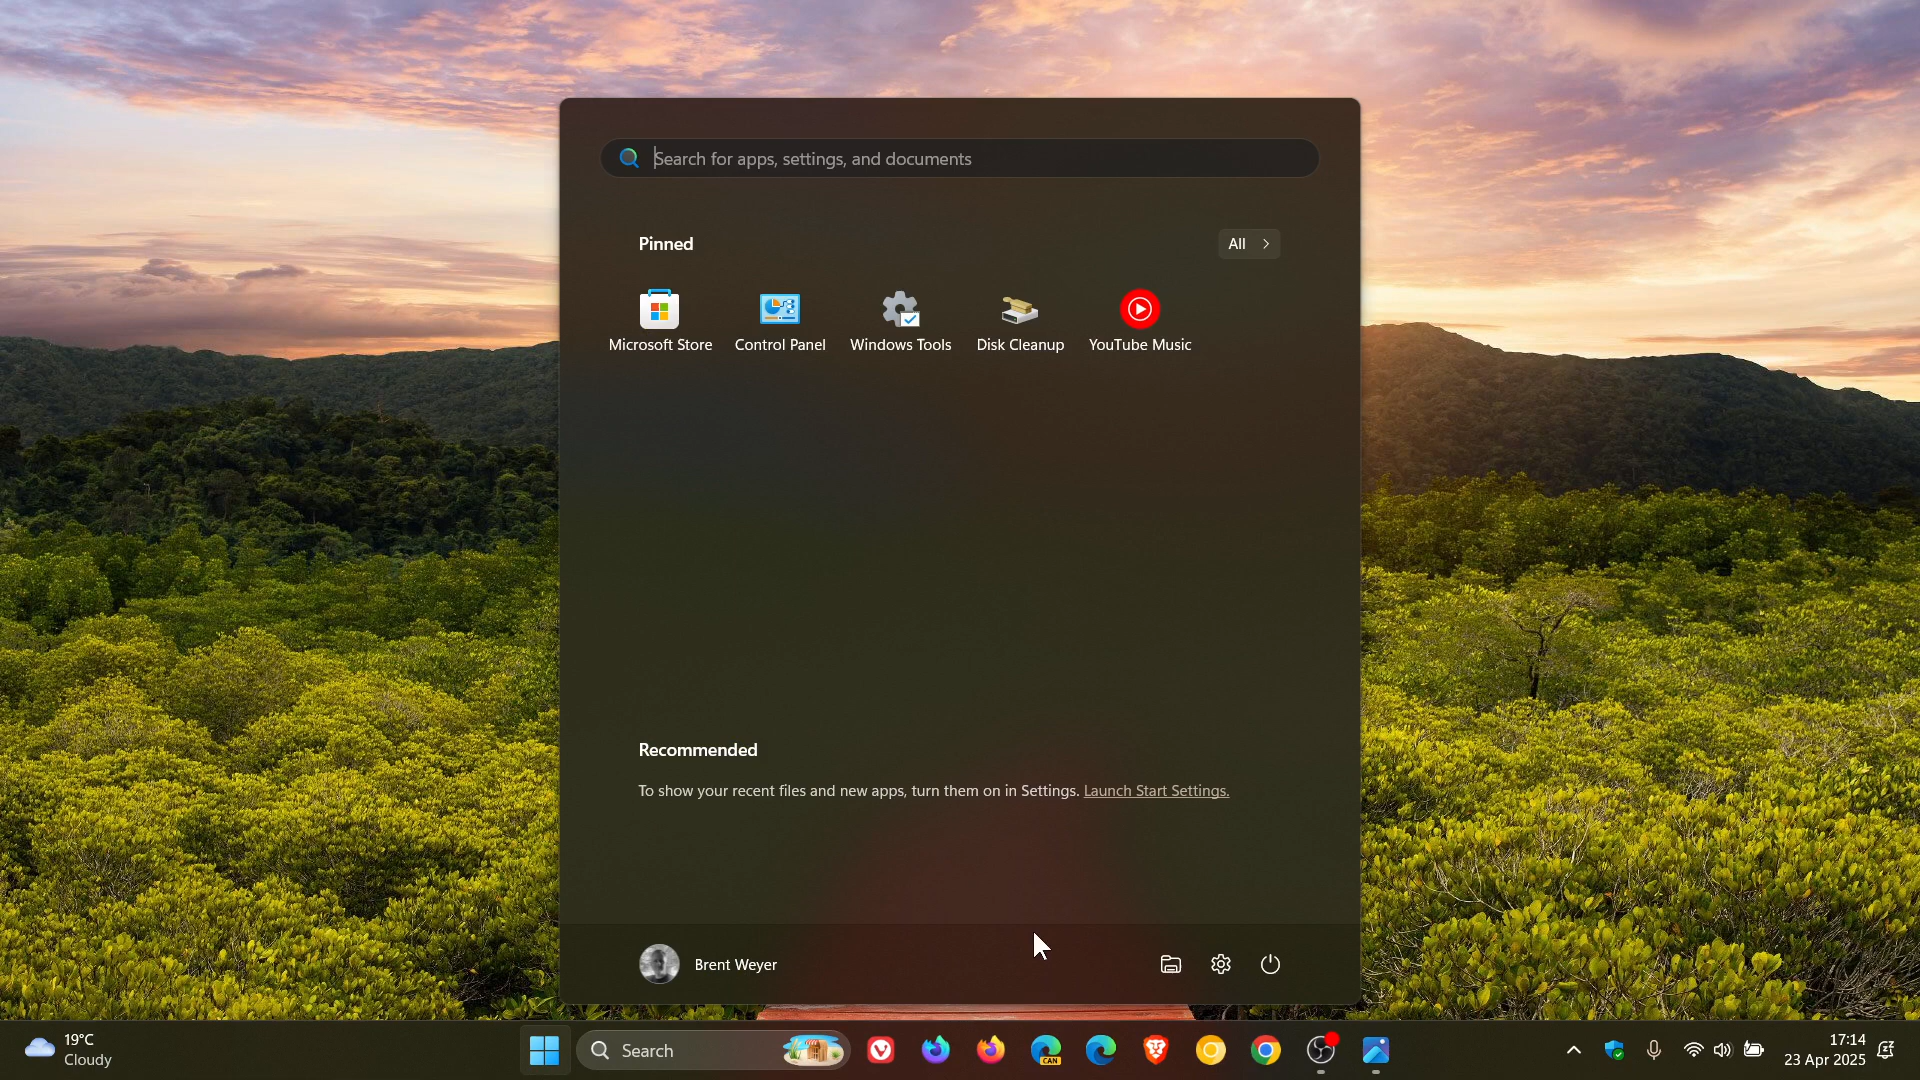 Search for apps, settings, and documents
Pinned
All
Microsoft Store
Control Panel
Windows Tools
Disk Cleanup
YouTube Music
Recommended
To show your recent files and new apps, turn them on in Settings. Launch Start Settings.
Brent Weyer
19°C
Cloudy
Search
CAN
17:14
23 Apr 2025